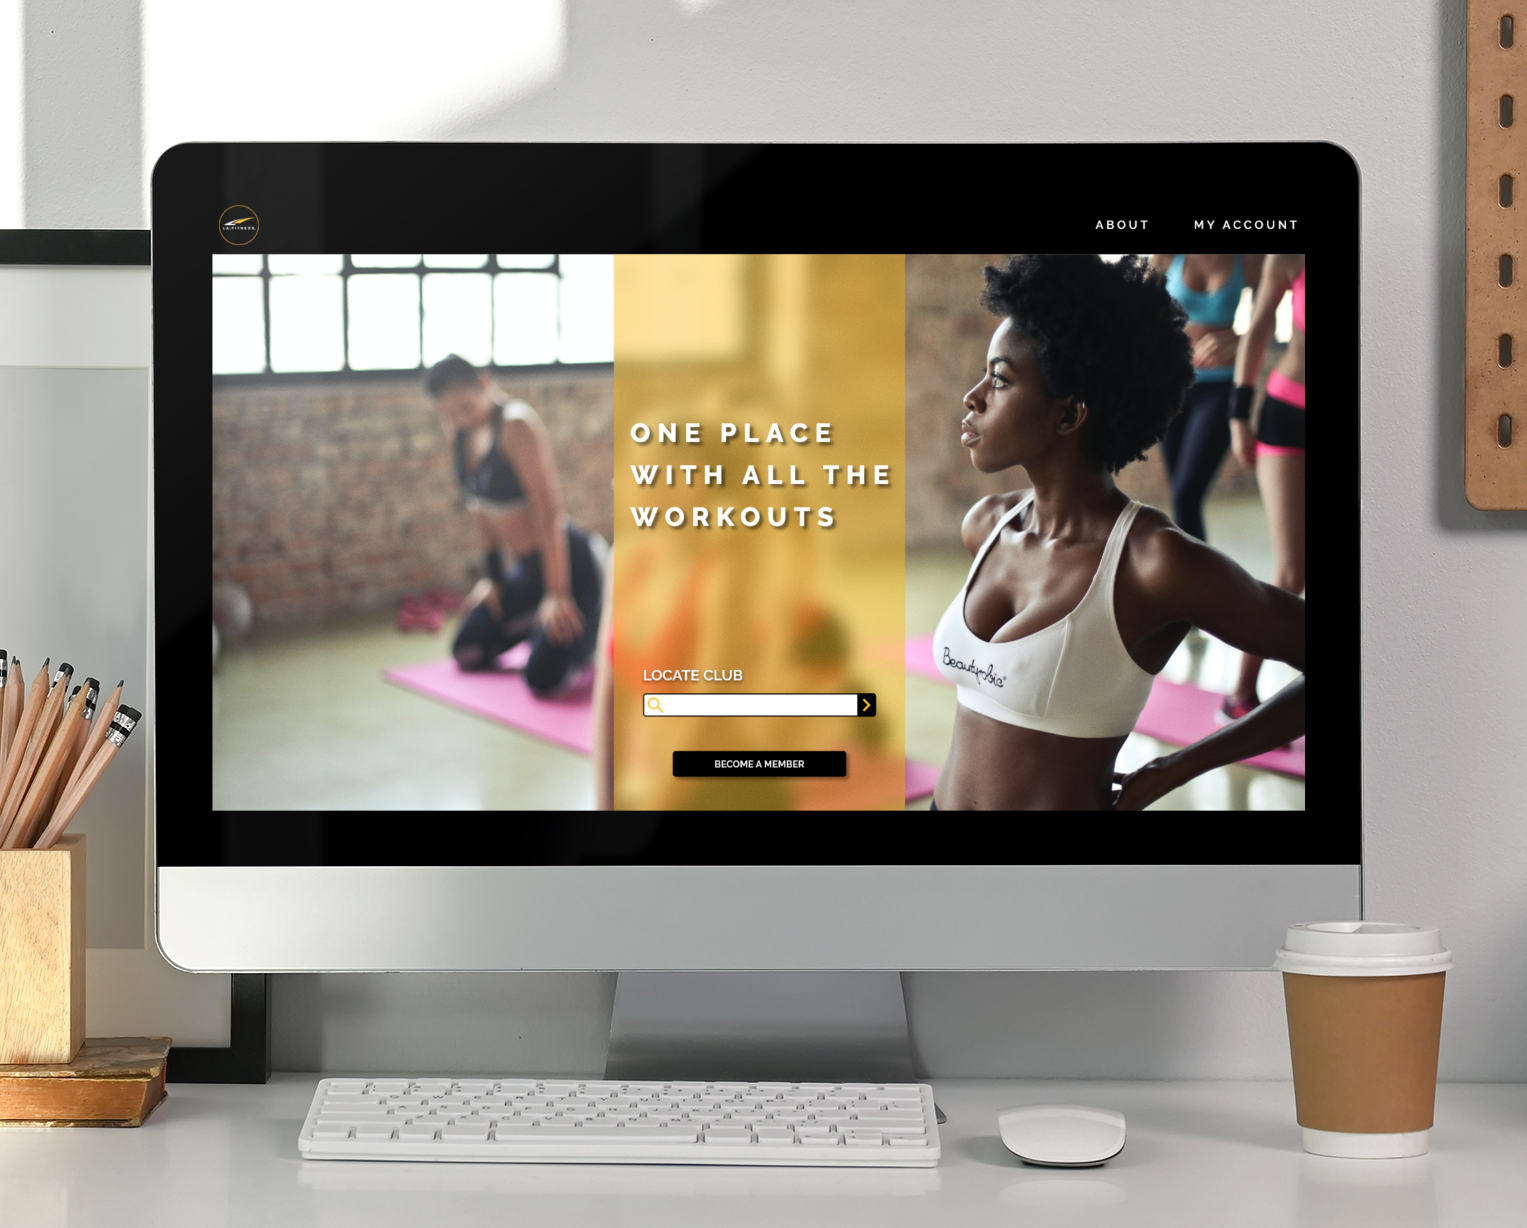 LA|FITNESS.
ABOUT
MY ACCOUNT
ONE PLACE
WITH ALL THE
WORKOUTS
LOCATE CLUB
BECOME A MEMBER
Beautyrobic®